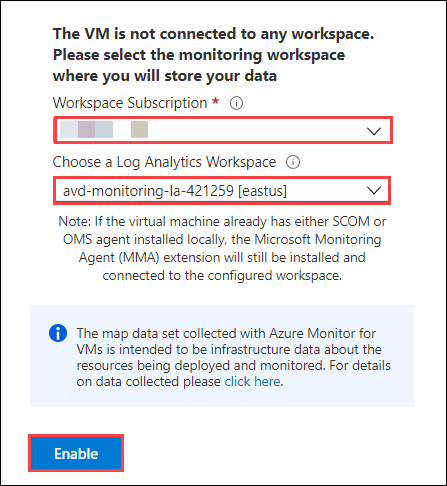 The VM is not connected to any workspace.
Please select the monitoring workspace
where you will store your data
Workspace Subscription *
Choose a Log Analytics Workspace
avd-monitoring-la-421259 [eastus]
Note: If the virtual machine already has either SCOM or
OMS agent installed locally, the Microsoft Monitoring
Agent (MMA) extension will still be installed and
connected to the configured workspace.
The map data set collected with Azure Monitor for
VMs is intended to be infrastructure data about the
resources being deployed and monitored. For details
on data collected please click here.
Enable